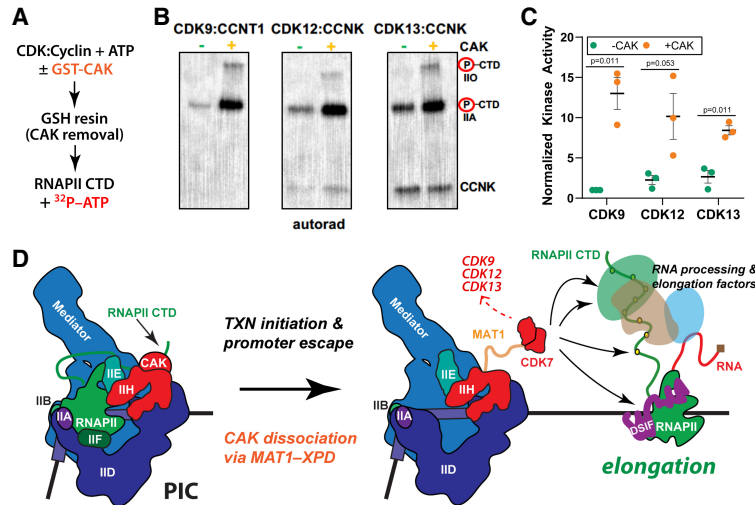 A
CDK:Cyclin + ATP
± GST-CAK
GSH resin
(CAK removal)
RNAPII CTD
+ ³²P–ATP
B
CDK9:CCNT1 CDK12:CCNK CDK13:CCNK
- + - + - + CAK
P CTD
IIO
P CTD
IIA
CCNK
autorad
C
-CAK +CAK
Normalized Kinase Activity
20
15
10
5
0
p=0.011
p=0.053
p=0.011
CDK9 CDK12 CDK13
D
Mediator
RNAPII CTD
CAK
IIE
IIH
IIB
IIA
RNAPII
IIF
IID
PIC
TXN initiation &
promoter escape
CAK dissociation
via MAT1–XPD
Mediator
CDK9
CDK12
CDK13
MAT1
CDK7
IIE
IIH
IIB
IIA
IID
RNAPII CTD
RNA processing &
elongation factors
RNA
DSIF
RNAPII
elongation